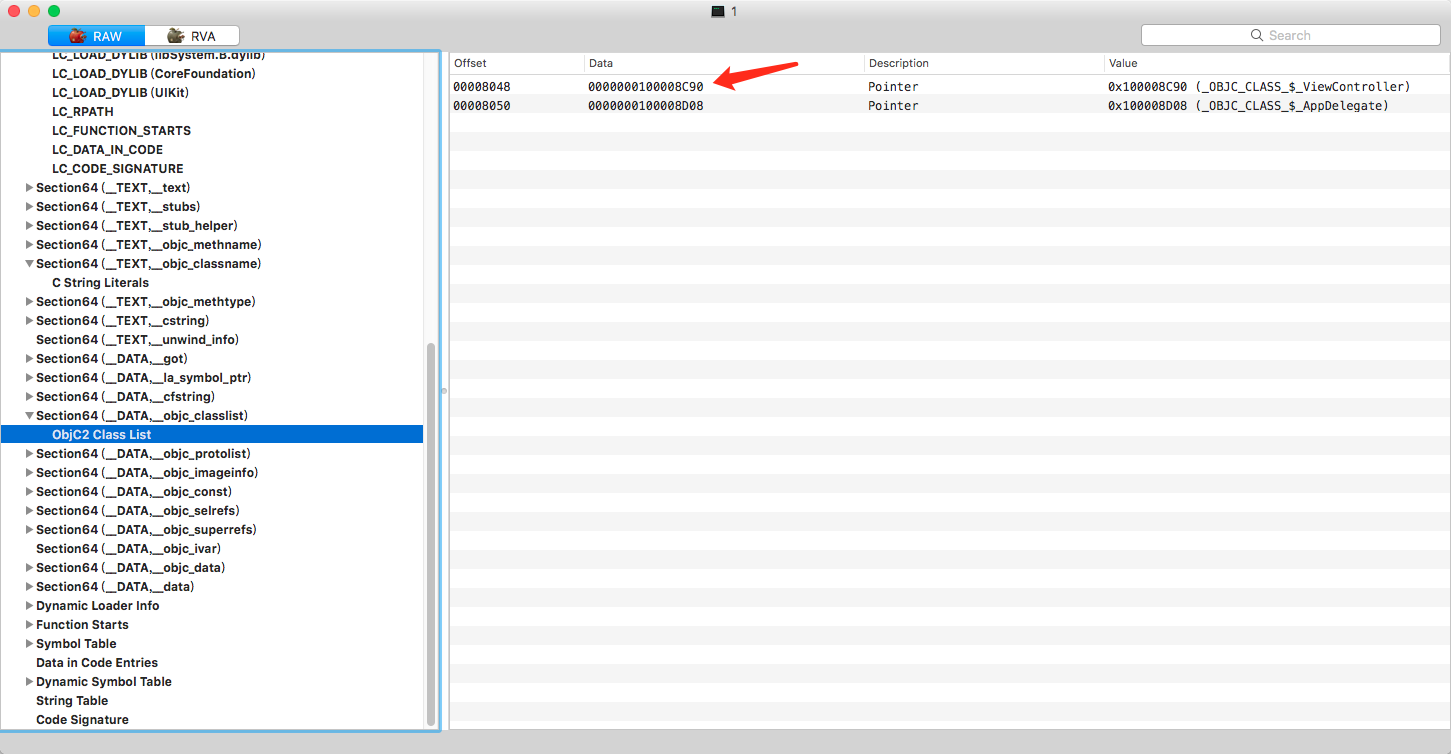 1
RAW
RVA
Search
LC_LOAD_DYLIB (libSystem.B.dylib)
LC_LOAD_DYLIB (CoreFoundation)
LC_LOAD_DYLIB (UIKit)
LC_RPATH
LC_FUNCTION_STARTS
LC_DATA_IN_CODE
LC_CODE_SIGNATURE
Section64 (__TEXT,__text)
Section64 (__TEXT,__stubs)
Section64 (__TEXT,__stub_helper)
Section64 (__TEXT,__objc_methname)
Section64 (__TEXT,__objc_classname)
C String Literals
Section64 (__TEXT,__objc_methtype)
Section64 (__TEXT,__cstring)
Section64 (__TEXT,__unwind_info)
Section64 (__DATA,__got)
Section64 (__DATA,__la_symbol_ptr)
Section64 (__DATA,__cfstring)
Section64 (__DATA,__objc_classlist)
ObjC2 Class List
Section64 (__DATA,__objc_protolist)
Section64 (__DATA,__objc_imageinfo)
Section64 (__DATA,__objc_const)
Section64 (__DATA,__objc_selrefs)
Section64 (__DATA,__objc_superrefs)
Section64 (__DATA,__objc_ivar)
Section64 (__DATA,__objc_data)
Section64 (__DATA,__data)
Dynamic Loader Info
Function Starts
Symbol Table
Data in Code Entries
Dynamic Symbol Table
String Table
Code Signature
Offset Data Description Value
00008048 0000000100008C90 Pointer 0x100008C90 (_OBJC_CLASS_$_ViewController)
00008050 0000000100008D08 Pointer 0x100008D08 (_OBJC_CLASS_$_AppDelegate)